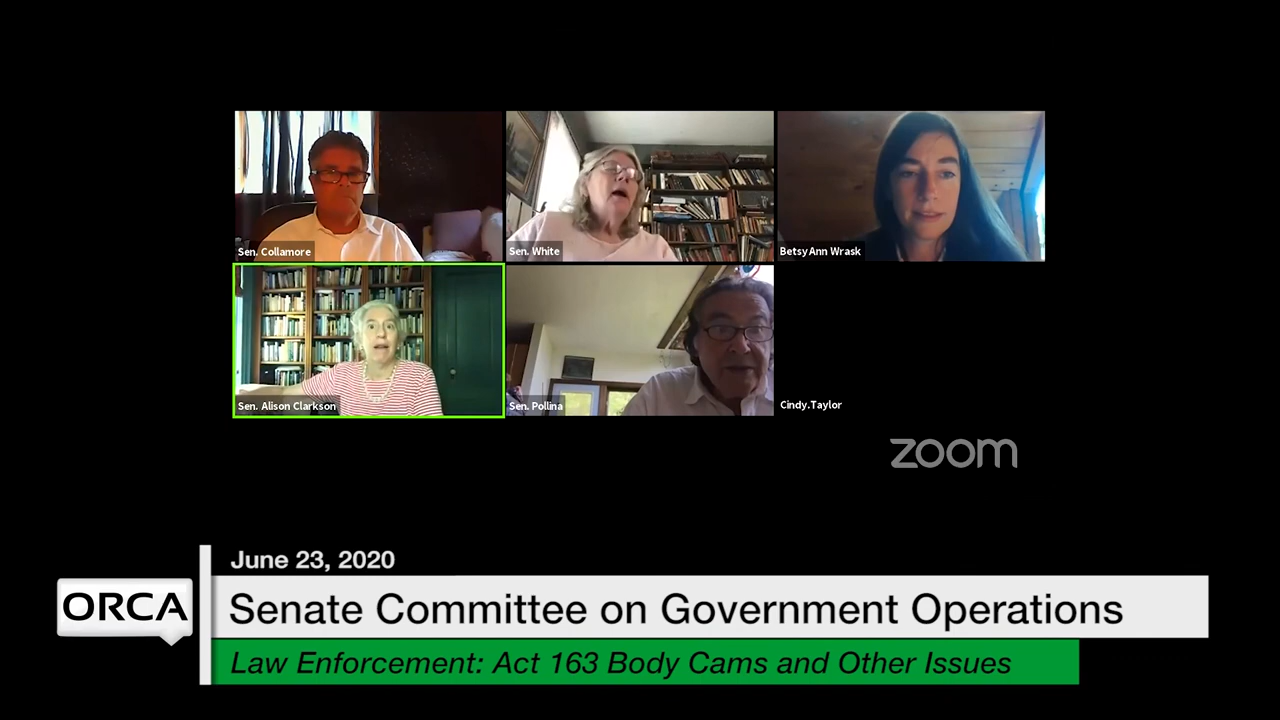 Sen. Collamore
Sen. White
Betsy Ann Wrask
Sen. Alison Clarkson
Sen. Pollina
Cindy.Taylor
zoom
June 23, 2020
ORCA
Senate Committee on Government Operations
Law Enforcement: Act 163 Body Cams and Other Issues